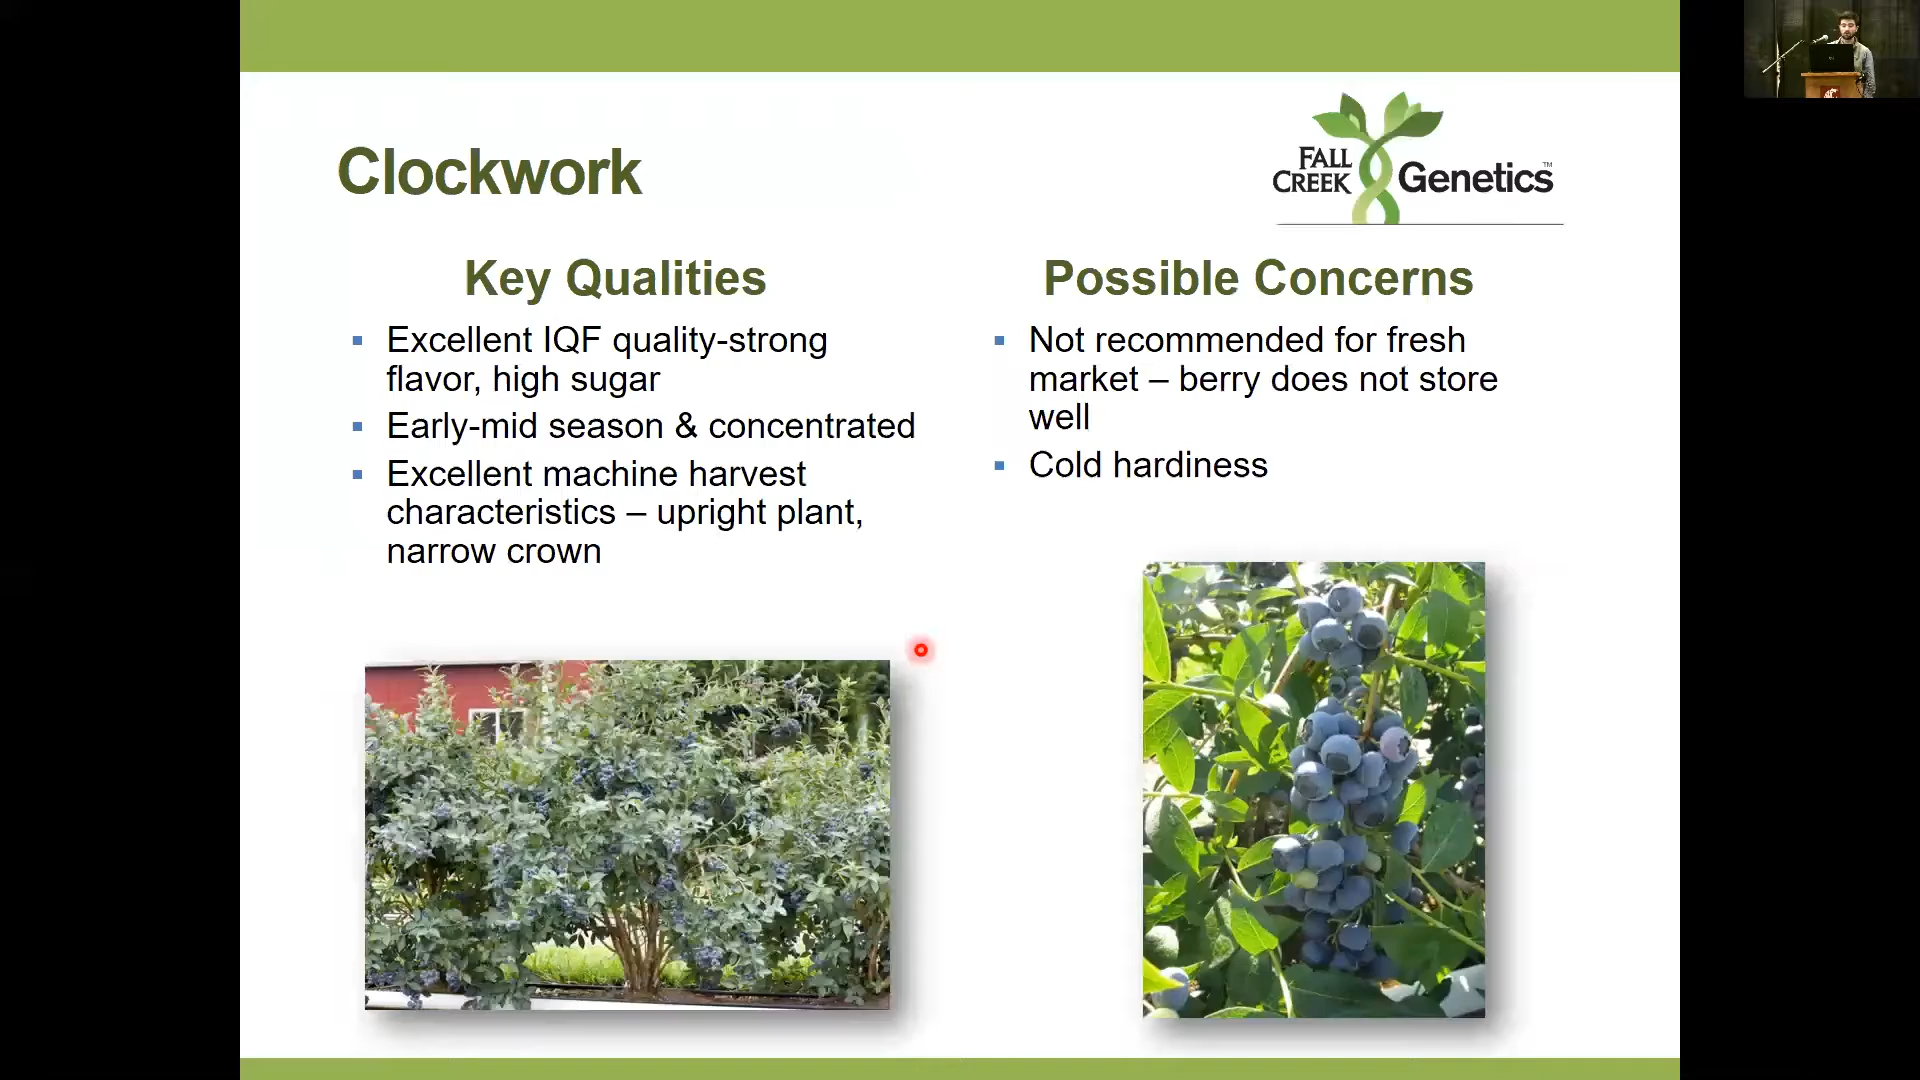 Clockwork
FALL
CREEK
Genetics™
Key Qualities
▪ Excellent IQF quality-strong
flavor, high sugar
▪ Early-mid season & concentrated
▪ Excellent machine harvest
characteristics – upright plant,
narrow crown
Possible Concerns
▪ Not recommended for fresh
market – berry does not store
well
▪ Cold hardiness